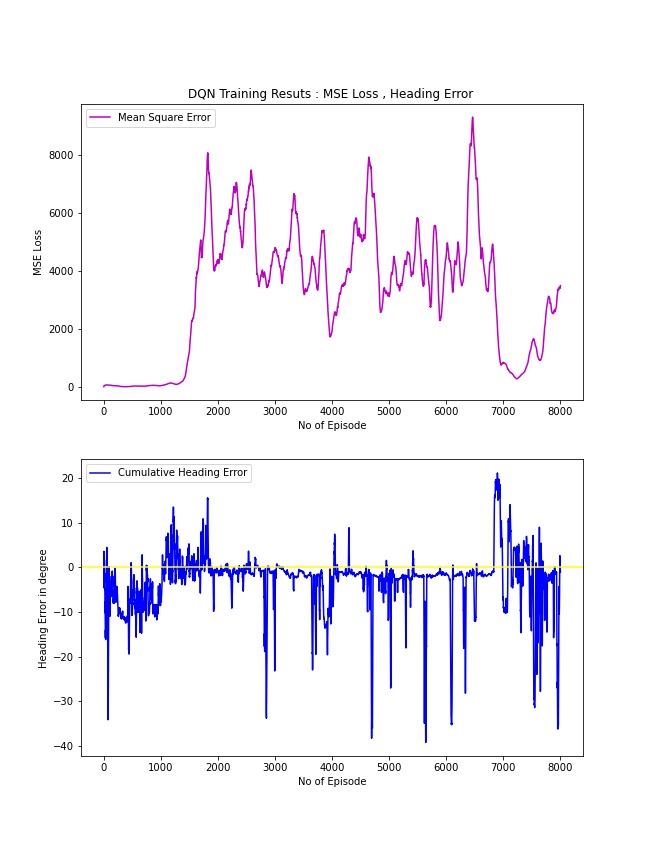 DQN Training Resuts : MSE Loss , Heading Error
Mean Square Error
MSE Loss
8000
6000
4000
2000
0
0 1000 2000 3000 4000 5000 6000 7000 8000
No of Episode
Cumulative Heading Error
Heading Error in degree
20
10
0
−10
−20
−30
−40
0 1000 2000 3000 4000 5000 6000 7000 8000
No of Episode